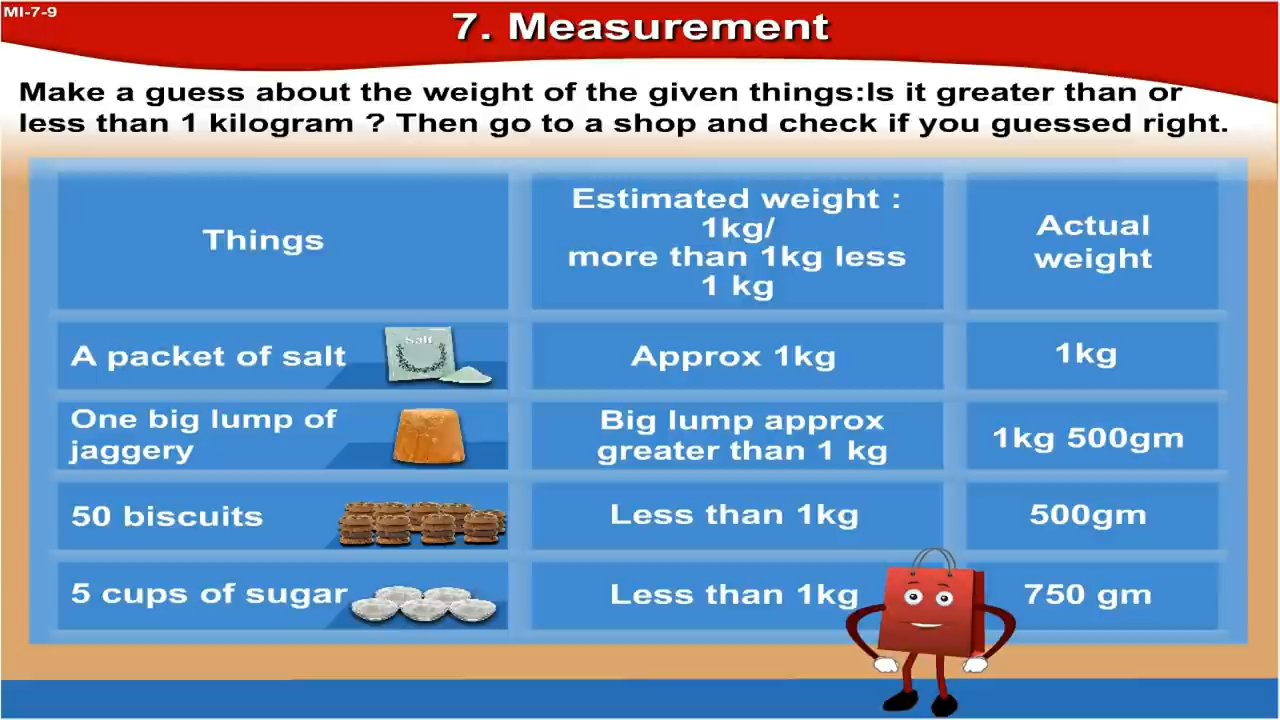 MI-7-9
7. Measurement
Make a guess about the weight of the given things:Is it greater than or
less than 1 kilogram ? Then go to a shop and check if you guessed right.
Things
Estimated weight :
1kg/
more than 1kg less
1 kg
Actual
weight
A packet of salt
Salt
Approx 1kg
1kg
One big lump of
jaggery
Big lump approx
greater than 1 kg
1kg 500gm
50 biscuits
Less than 1kg
500gm
5 cups of sugar
Less than 1kg
750 gm